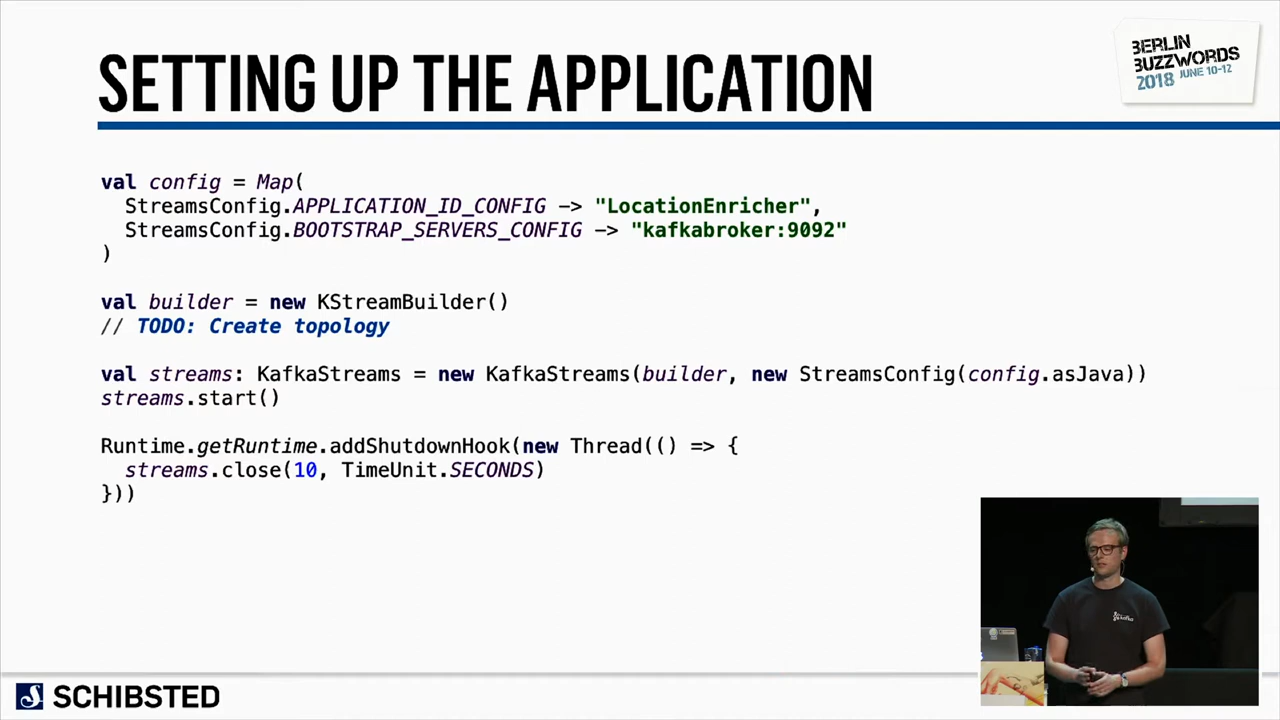 SETTING UP THE APPLICATION
BERLIN
BUZZWORDS
2018 JUNE 10-12
val config = Map(
  StreamsConfig.APPLICATION_ID_CONFIG -> "LocationEnricher",
  StreamsConfig.BOOTSTRAP_SERVERS_CONFIG -> "kafkabroker:9092"
)
val builder = new KStreamBuilder()
// TODO: Create topology
val streams: KafkaStreams = new KafkaStreams(builder, new StreamsConfig(config.asJava))
streams.start()
Runtime.getRuntime.addShutdownHook(new Thread(() => {
  streams.close(10, TimeUnit.SECONDS)
}))
kafka
SCHIBSTED